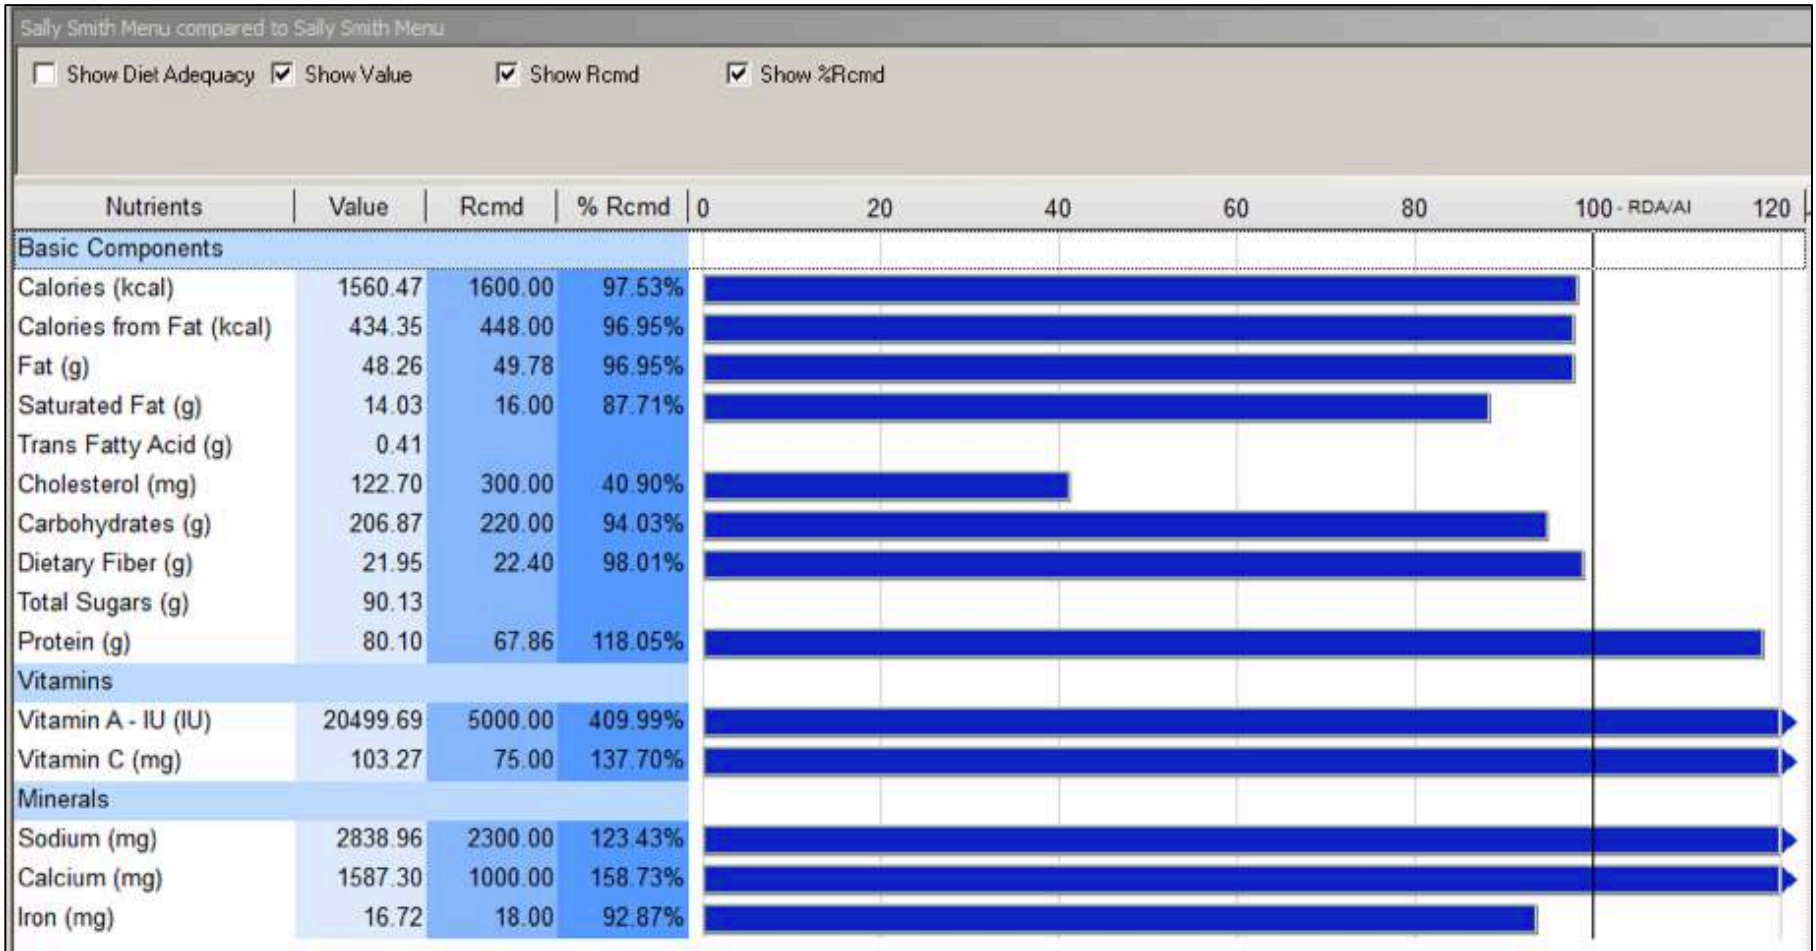 Sally Smith Menu compared to Sally Smith Menu
Show Diet Adequacy Show Value Show Rcmd Show %Rcmd
Nutrients Value Rcmd % Rcmd 0 20 40 60 80 100 - RDA/AI 120
Basic Components
Calories (kcal) 1560.47 1600.00 97.53%
Calories from Fat (kcal) 434.35 448.00 96.95%
Fat (g) 48.26 49.78 96.95%
Saturated Fat (g) 14.03 16.00 87.71%
Trans Fatty Acid (g) 0.41
Cholesterol (mg) 122.70 300.00 40.90%
Carbohydrates (g) 206.87 220.00 94.03%
Dietary Fiber (g) 21.95 22.40 98.01%
Total Sugars (g) 90.13
Protein (g) 80.10 67.86 118.05%
Vitamins
Vitamin A - IU (IU) 20499.69 5000.00 409.99%
Vitamin C (mg) 103.27 75.00 137.70%
Minerals
Sodium (mg) 2838.96 2300.00 123.43%
Calcium (mg) 1587.30 1000.00 158.73%
Iron (mg) 16.72 18.00 92.87%